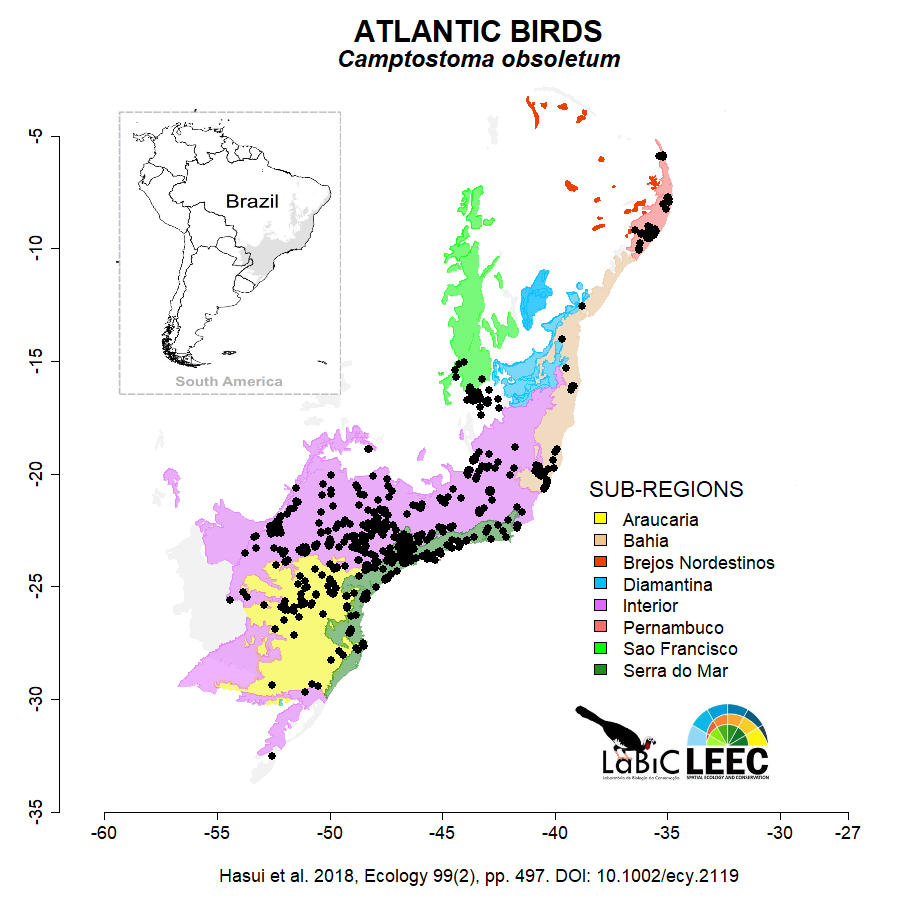 ATLANTIC BIRDS
Camptostoma obsoletum
Brazil
South America
-5
-10
-15
-20
-25
-30
-35
-60
-55
-50
-45
-40
-35
-30
-27
SUB-REGIONS
Araucaria
Bahia
Brejos Nordestinos
Diamantina
Interior
Pernambuco
Sao Francisco
Serra do Mar
LaBiC
Laboratório de Biologia da Conservação
LEEC
SPATIAL ECOLOGY AND CONSERVATION
Hasui et al. 2018, Ecology 99(2), pp. 497. DOI: 10.1002/ecy.2119